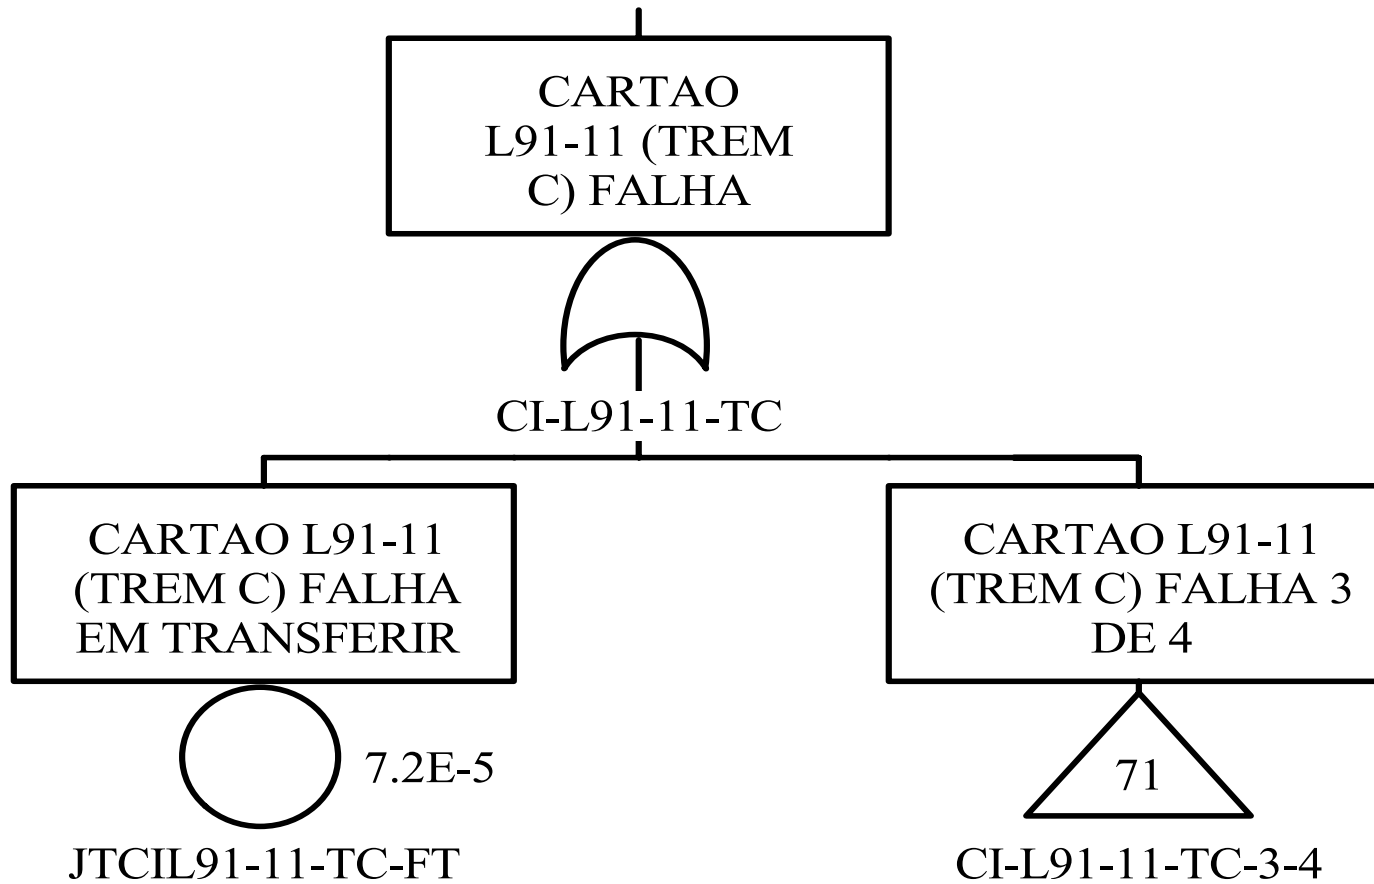 CARTAO
L91-11 (TREM
C) FALHA
CI-L91-11-TC
CARTAO L91-11
(TREM C) FALHA
EM TRANSFERIR
7.2E-5
JTCIL91-11-TC-FT
CARTAO L91-11
(TREM C) FALHA 3
DE 4
71
CI-L91-11-TC-3-4